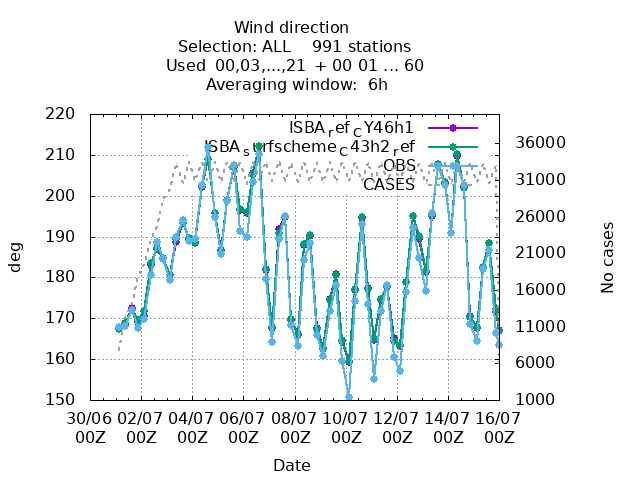 Wind direction
Selection: ALL 991 stations
Used 00,03,...,21 + 00 01 ... 60
Averaging window: 6h
ISBA_ref_CY46h1
ISBA_surfscheme_C43h2_ref
OBS
CASES
220
210
200
190
180
170
160
150
deg
36000
31000
26000
21000
16000
11000
6000
1000
No cases
30/06 02/07 04/07 06/07 08/07 10/07 12/07 14/07 16/07
00Z 00Z 00Z 00Z 00Z 00Z 00Z 00Z 00Z
Date